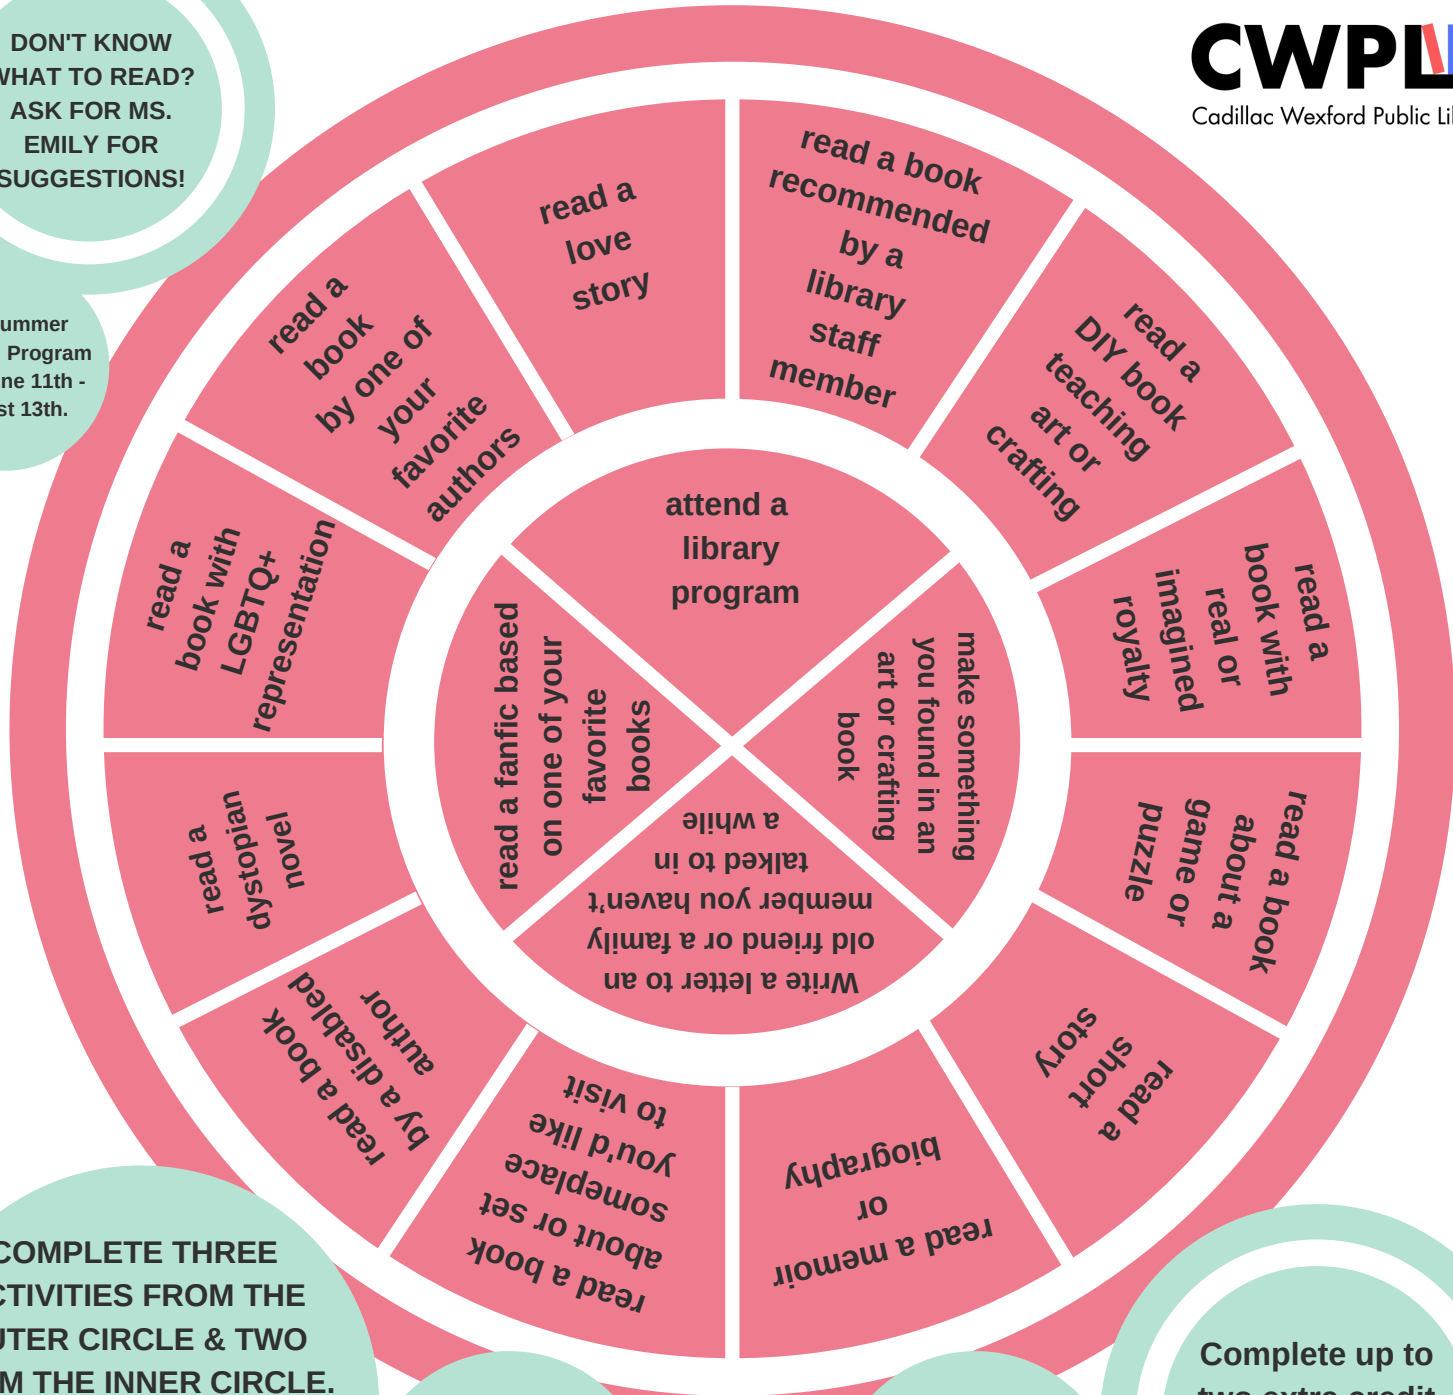 DON'T KNOW
WHAT TO READ?
ASK FOR MS.
EMILY FOR
SUGGESTIONS!
CWPL
Cadillac Wexford Public
Program
11th -
13th.
read a
love
story
read a book
recommended
by a
library
staff
member
read a
DIY book
teaching
art or
crafting
read a
book with
real or
imagined
royalty
read a book
about a
game or
puzzle
read a
short
story
read a memoir
or
biography
read a book
about or set
someplace
you'd like
to visit
read a book
by a disabled
author
read a
dystopian
novel
read a
book with
LGBTQ+
representation
read a
book
by one of
your
favorite
authors
attend a
library
program
make something
you found in an
art or crafting
book
Write a letter to an
old friend or a family
member you haven't
talked to in
a while
read a fanfic based
on one of your
favorite
books
COMPLETE THREE
ACTIVITIES FROM THE
OUTER CIRCLE & TWO
FROM THE INNER CIRCLE.
Complete up to
two extra credit